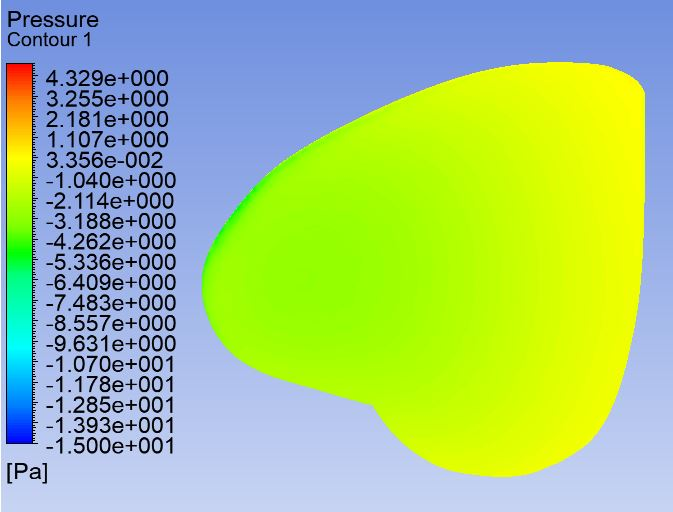 Pressure
Contour 1
4.329e+000
3.255e+000
2.181e+000
1.107e+000
3.356e-002
-1.040e+000
-2.114e+000
-3.188e+000
-4.262e+000
-5.336e+000
-6.409e+000
-7.483e+000
-8.557e+000
-9.631e+000
-1.070e+001
-1.178e+001
-1.285e+001
-1.393e+001
-1.500e+001
[Pa]